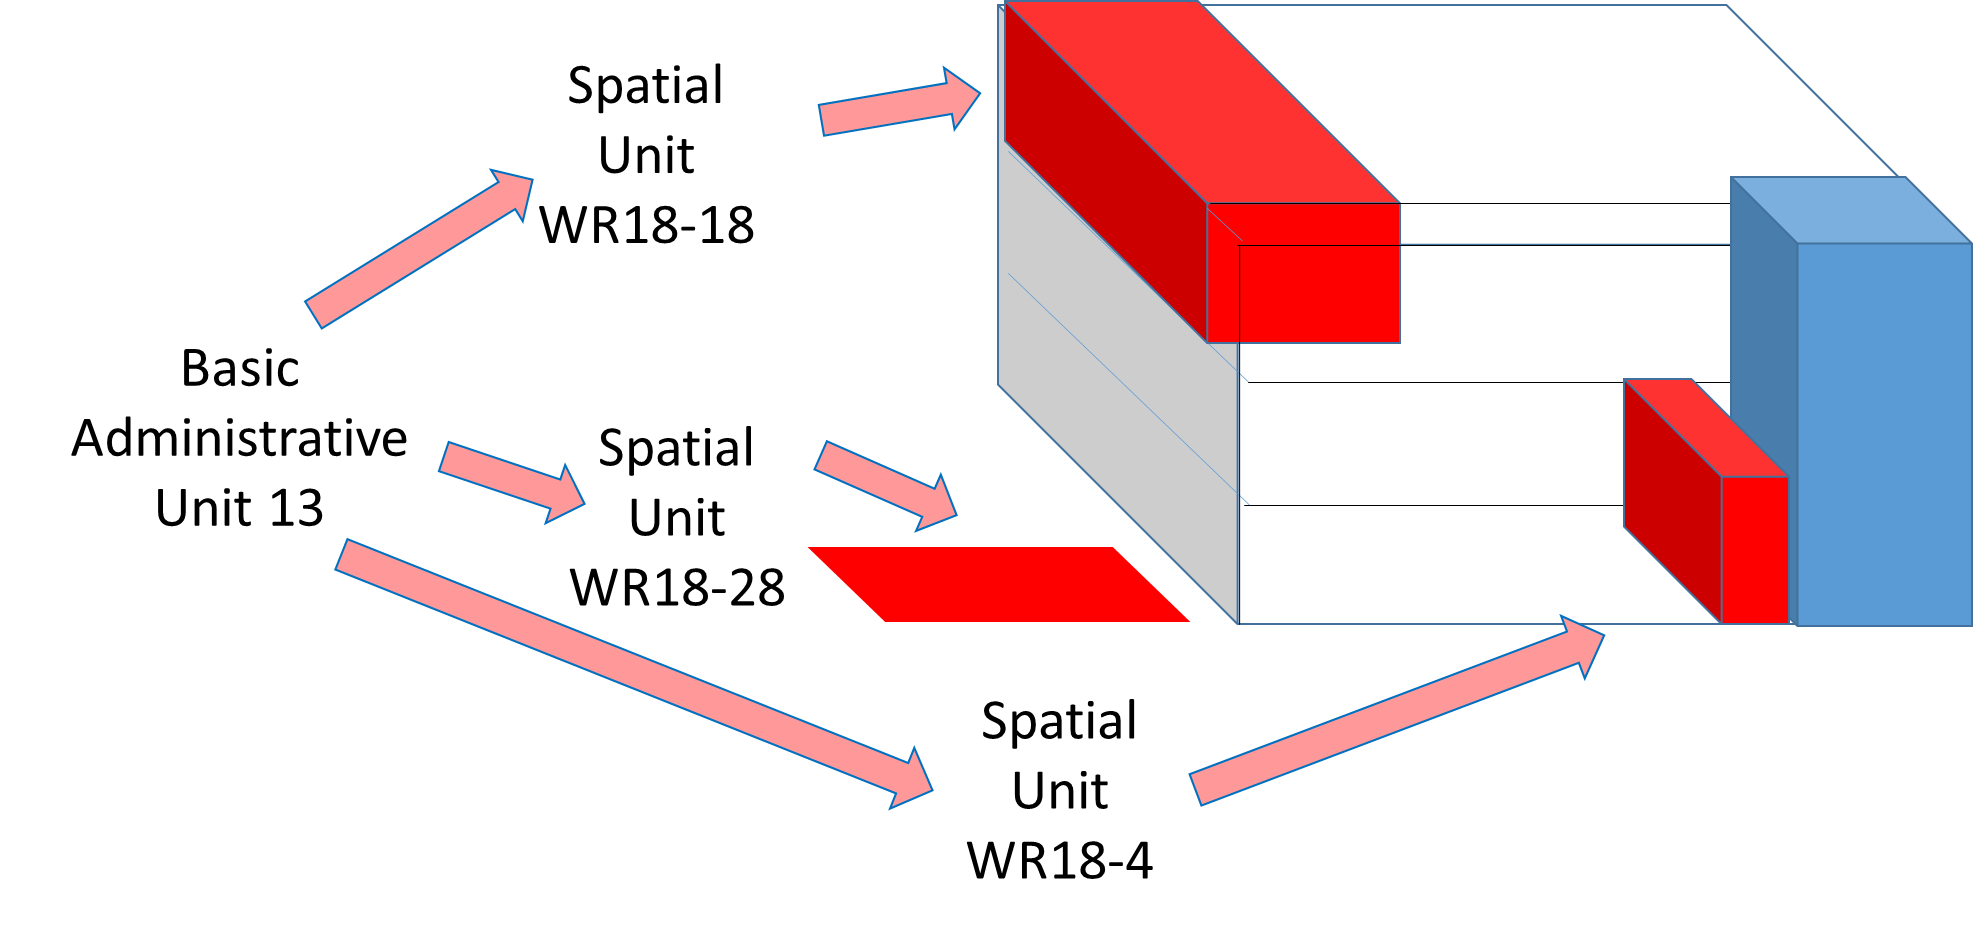 Spatial
Unit
WR18-18
Basic
Administrative
Unit 13
Spatial
Unit
WR18-28
Spatial
Unit
WR18-4